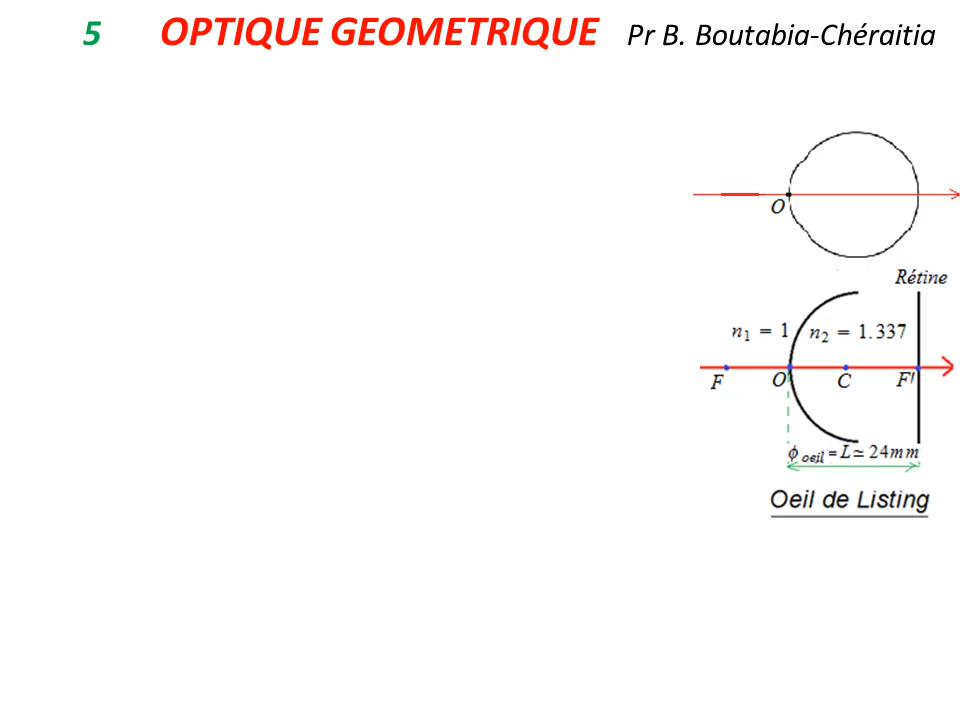 5 OPTIQUE GEOMETRIQUE Pr B. Boutabia-Chéraitia
O
Rétine
n₁ = 1 n₂ = 1.337
F O C F'
ϕ oeil = L ≃ 24mm
Oeil de Listing